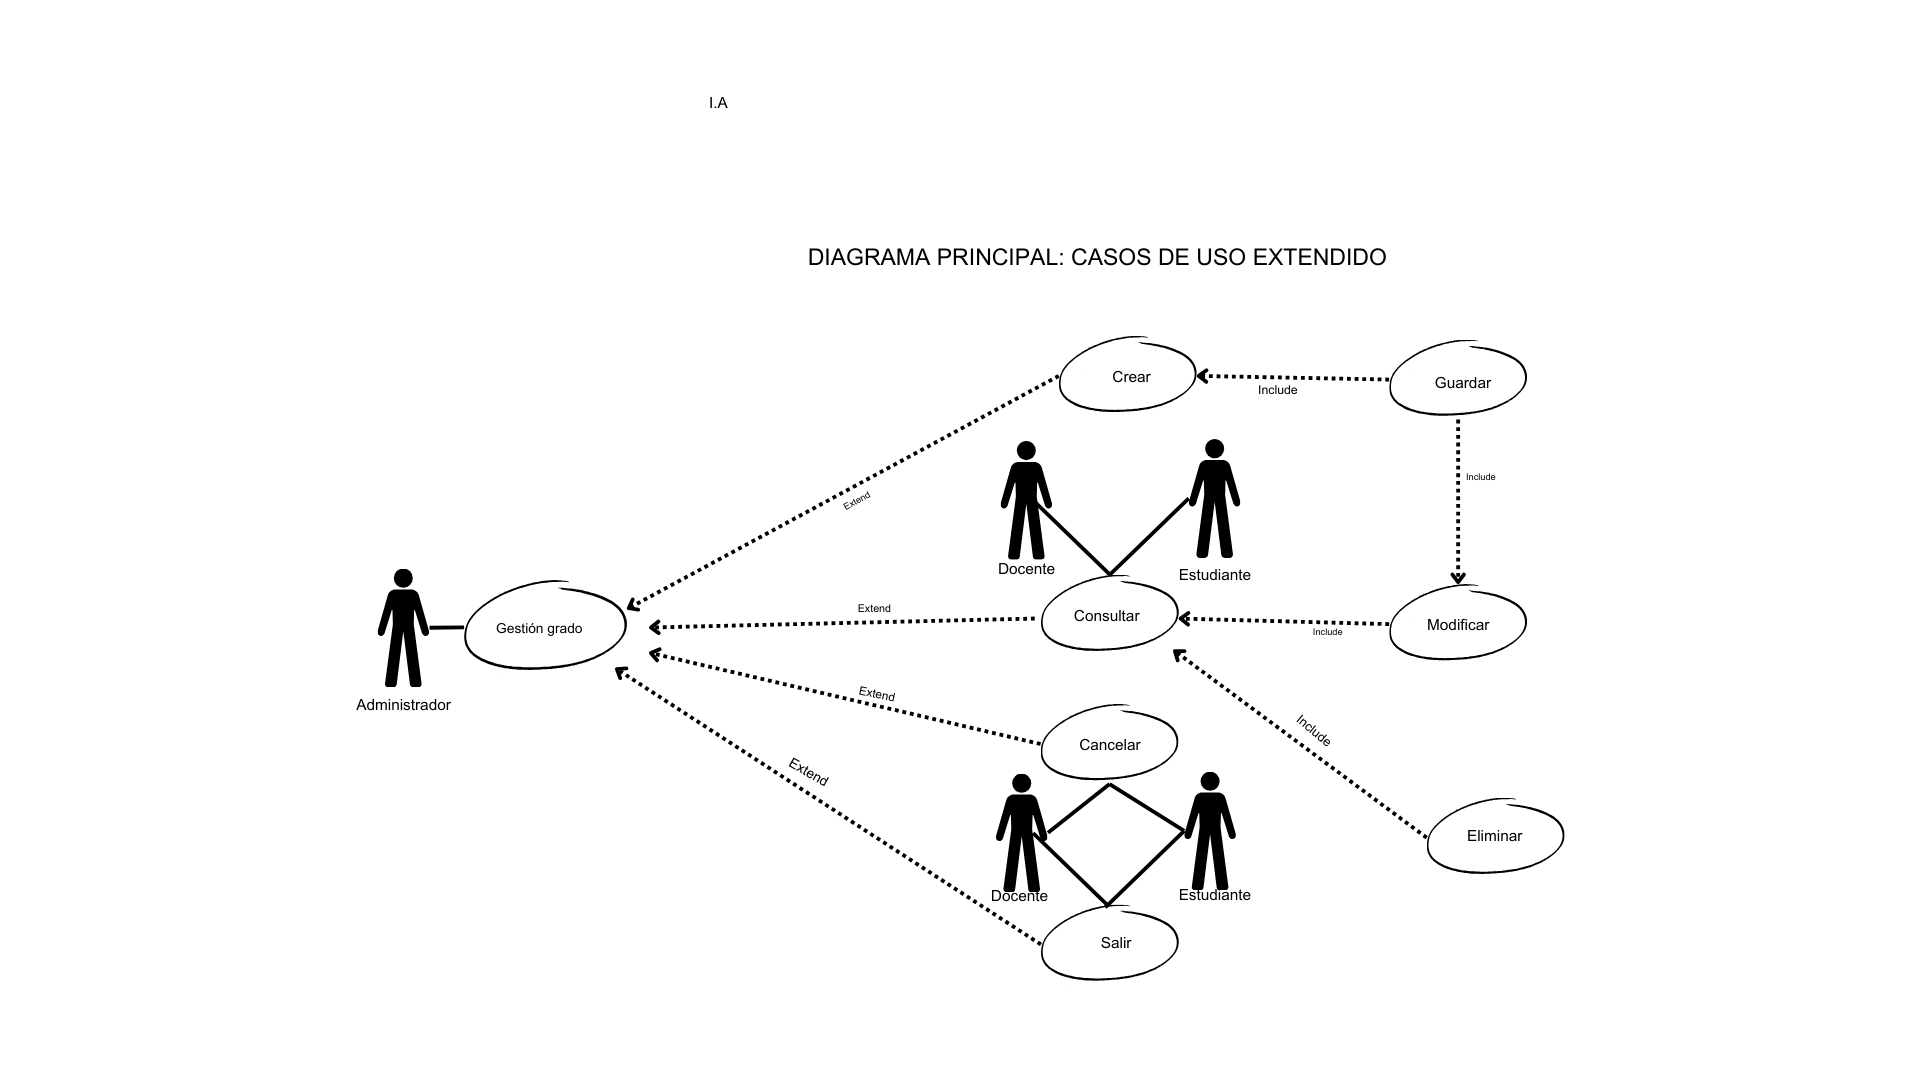 I.A
DIAGRAMA PRINCIPAL: CASOS DE USO EXTENDIDO
Crear
Guardar
Include
Include
Extend
Docente
Estudiante
Extend
Consultar
Modificar
Include
Gestión grado
Administrador
Extend
Cancelar
Include
Extend
Eliminar
Docente
Estudiante
Salir